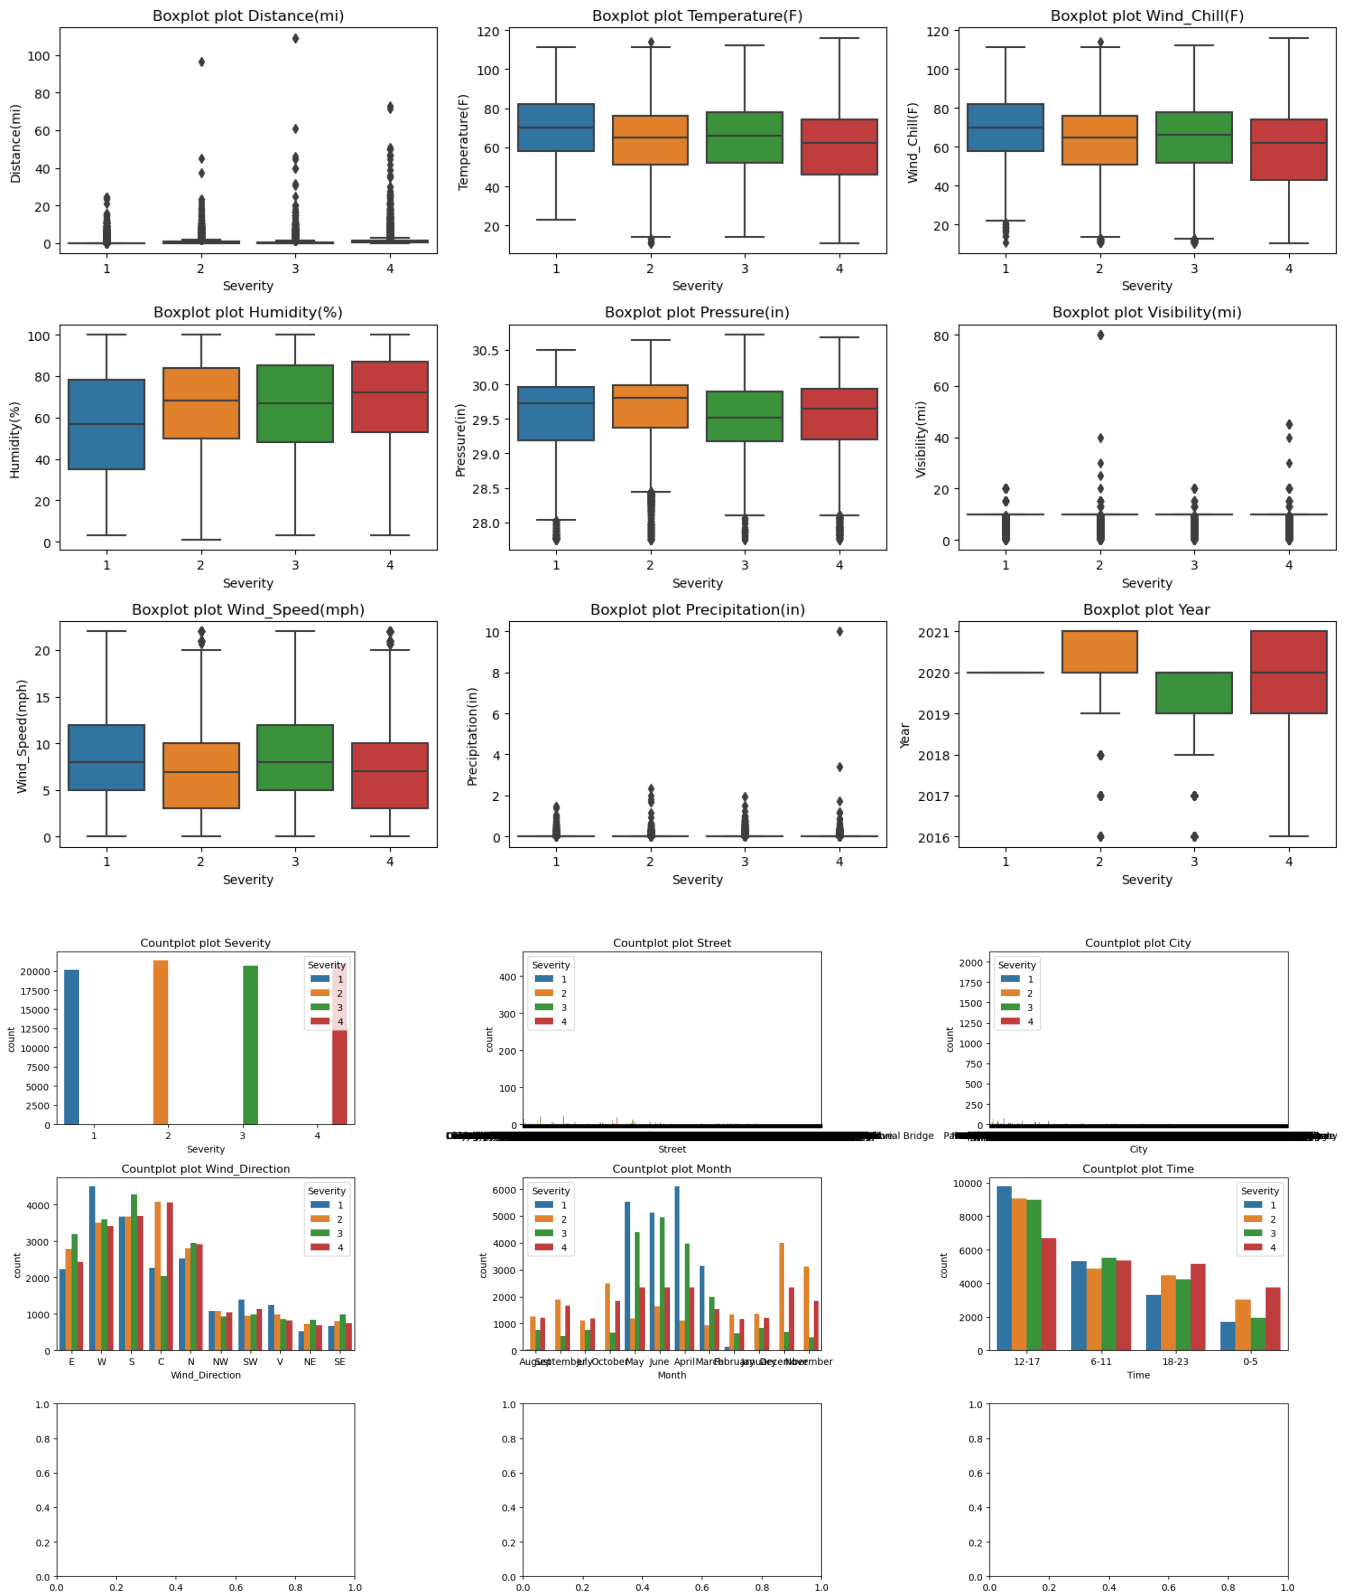 Boxplot plot Distance(mi)
Distance(mi)
100
80
60
40
20
0
1 2 3 4
Severity
Boxplot plot Temperature(F)
Temperature(F)
120
100
80
60
40
20
1 2 3 4
Severity
Boxplot plot Wind_Chill(F)
Wind_Chill(F)
120
100
80
60
40
20
1 2 3 4
Severity
Boxplot plot Humidity(%)
Humidity(%)
100
80
60
40
20
0
1 2 3 4
Severity
Boxplot plot Pressure(in)
Pressure(in)
30.5
30.0
29.5
29.0
28.5
28.0
1 2 3 4
Severity
Boxplot plot Visibility(mi)
Visibility(mi)
80
60
40
20
0
1 2 3 4
Severity
Boxplot plot Wind_Speed(mph)
Wind_Speed(mph)
20
15
10
5
0
1 2 3 4
Severity
Boxplot plot Precipitation(in)
Precipitation(in)
10
8
6
4
2
0
1 2 3 4
Severity
Boxplot plot Year
Year
2021
2020
2019
2018
2017
2016
1 2 3 4
Severity
Countplot plot Severity
count
20000
17500
15000
12500
10000
7500
5000
2500
0
Severity
1
2
3
4
1 2 3 4
Severity
Countplot plot Street
count
400
300
200
100
0
Severity
1
2
3
4
Bridge
Street
Countplot plot City
count
2000
1750
1500
1250
1000
750
500
250
0
Severity
1
2
3
4
City
Countplot plot Wind_Direction
count
4000
3000
2000
1000
0
Severity
1
2
3
4
E W S C N NW SW V NE SE
Wind_Direction
Countplot plot Month
count
6000
5000
4000
3000
2000
1000
0
Severity
1
2
3
4
August September July October May June April March February January December November
Month
Countplot plot Time
count
10000
8000
6000
4000
2000
0
Severity
1
2
3
4
12-17 6-11 18-23 0-5
Time
1.0
0.8
0.6
0.4
0.2
0.0
0.0 0.2 0.4 0.6 0.8 1.0
1.0
0.8
0.6
0.4
0.2
0.0
0.0 0.2 0.4 0.6 0.8 1.0
1.0
0.8
0.6
0.4
0.2
0.0
0.0 0.2 0.4 0.6 0.8 1.0